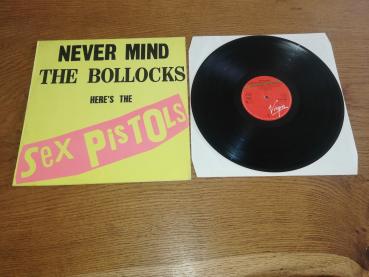 NEVER MIND
THE BOLLOCKS
HERE'S THE
Sex PisTOLs
Virgin